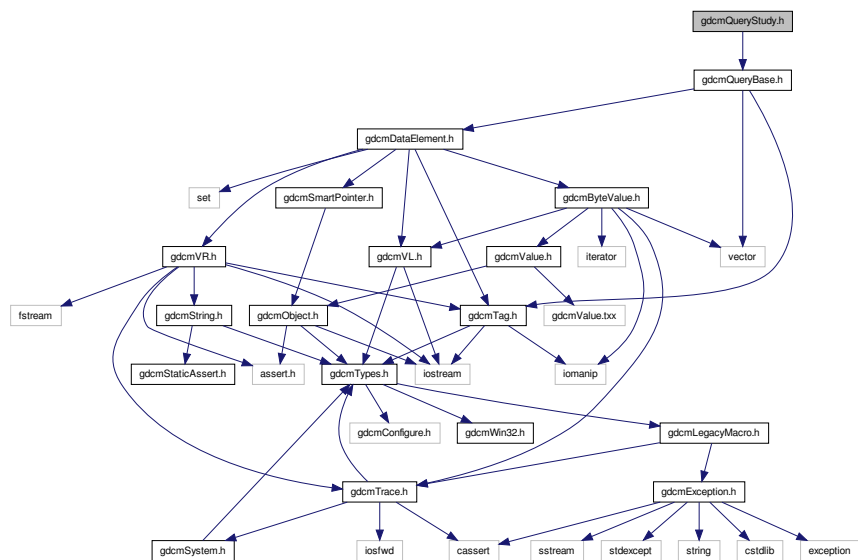 gdcmQueryStudy.h
gdcmQueryBase.h
gdcmDataElement.h
set
gdcmSmartPointer.h
gdcmByteValue.h
gdcmVR.h
gdcmVL.h
gdcmValue.h
iterator
vector
fstream
gdcmString.h
gdcmObject.h
gdcmTag.h
gdcmValue.txx
gdcmStaticAssert.h
assert.h
gdcmTypes.h
iostream
iomanip
gdcmConfigure.h
gdcmWin32.h
gdcmLegacyMacro.h
gdcmTrace.h
gdcmException.h
gdcmSystem.h
iosfwd
cassert
sstream
stdexcept
string
cstdlib
exception